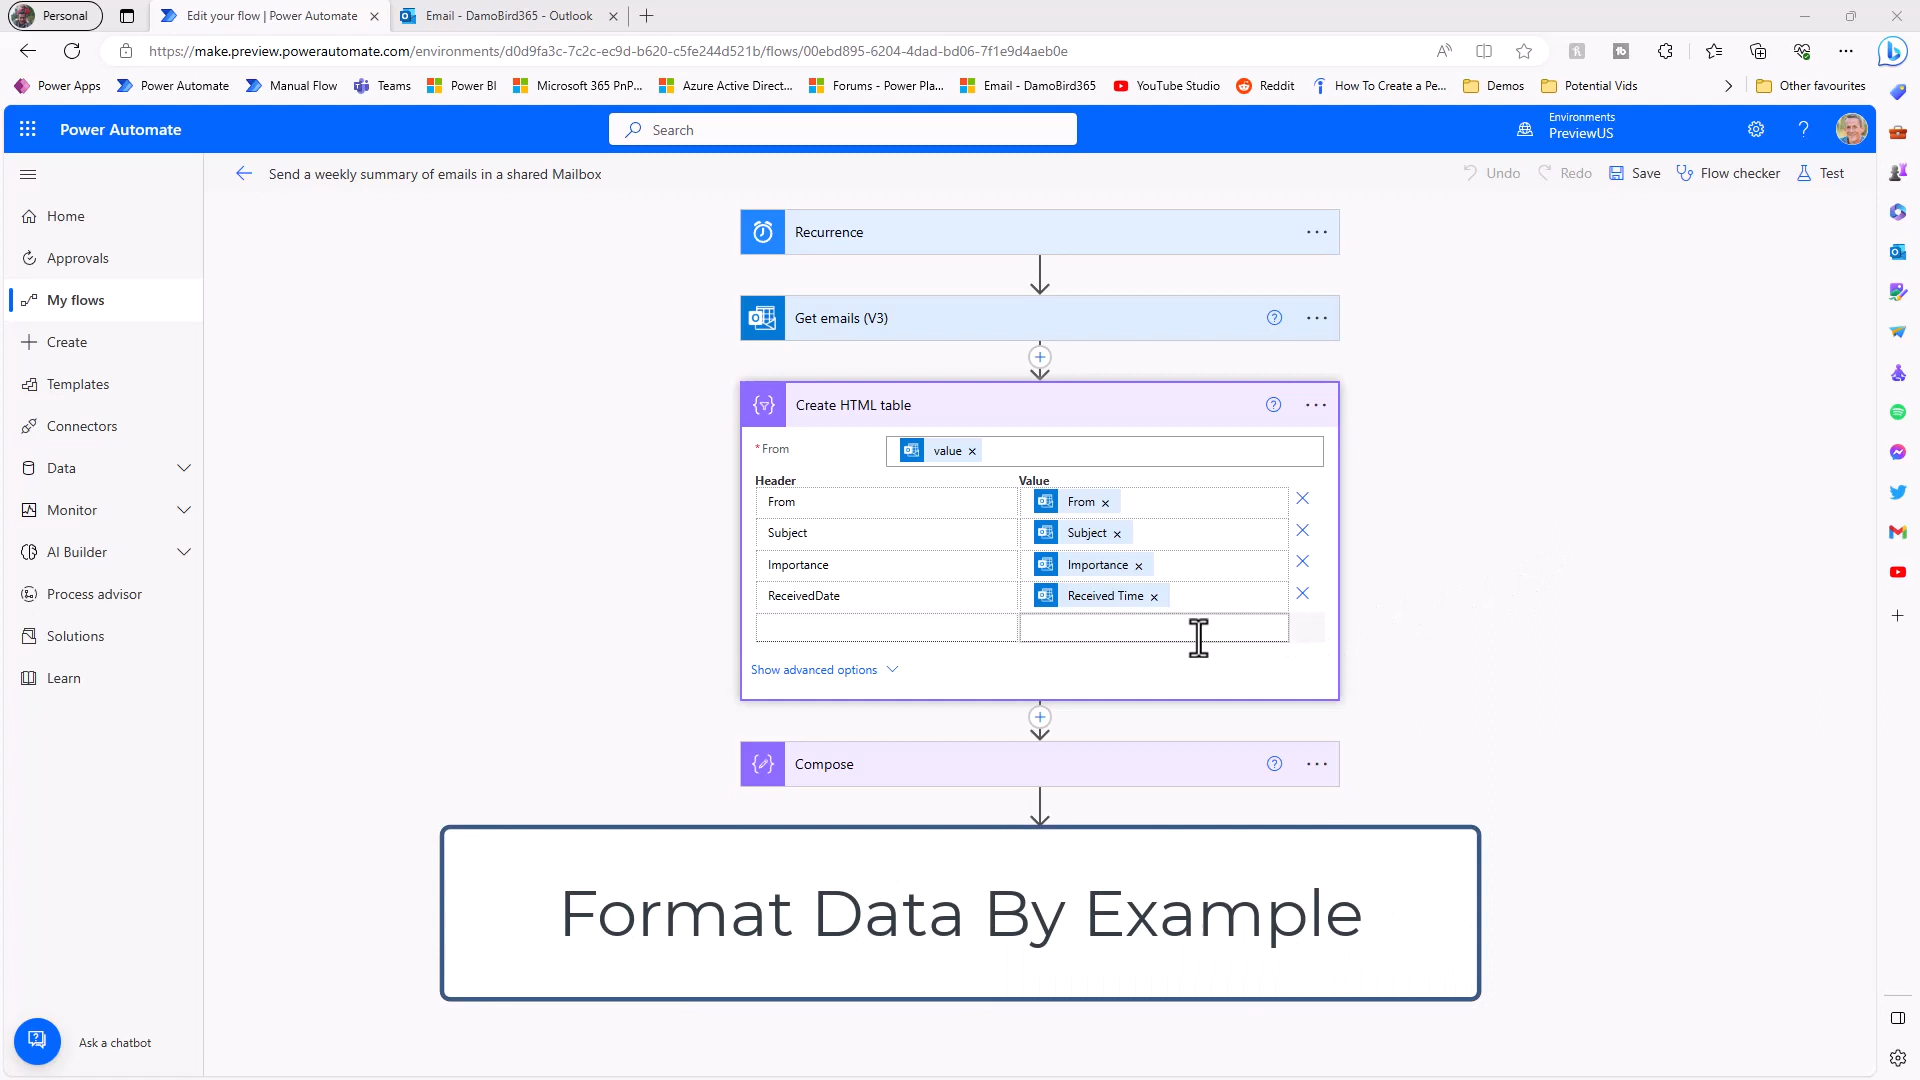 Personal
Edit your flow | Power Automate
Email - DamoBird365 - Outlook
https://make.preview.powerautomate.com/environments/d0d9fa3c-7c2c-ec9d-b620-c5fe244d521b/flows/00ebd895-6204-4dad-bd06-7f1e9d4aeb0e
Power Apps
Power Automate
Manual Flow
Teams
Power BI
Microsoft 365 PnP...
Azure Active Direct...
Forums - Power Pla...
Email - DamoBird365
YouTube Studio
Reddit
How To Create a Pe...
Demos
Potential Vids
Other favourites
Power Automate
Search
Environments
PreviewUS
Send a weekly summary of emails in a shared Mailbox
Undo
Redo
Save
Flow checker
Test
Home
Approvals
My flows
Create
Templates
Connectors
Data
Monitor
AI Builder
Process advisor
Solutions
Learn
Ask a chatbot
Recurrence
Get emails (V3)
Create HTML table
* From
value
Header
Value
From
From
Subject
Subject
Importance
Importance
ReceivedDate
Received Time
Show advanced options
Compose
Format Data By Example